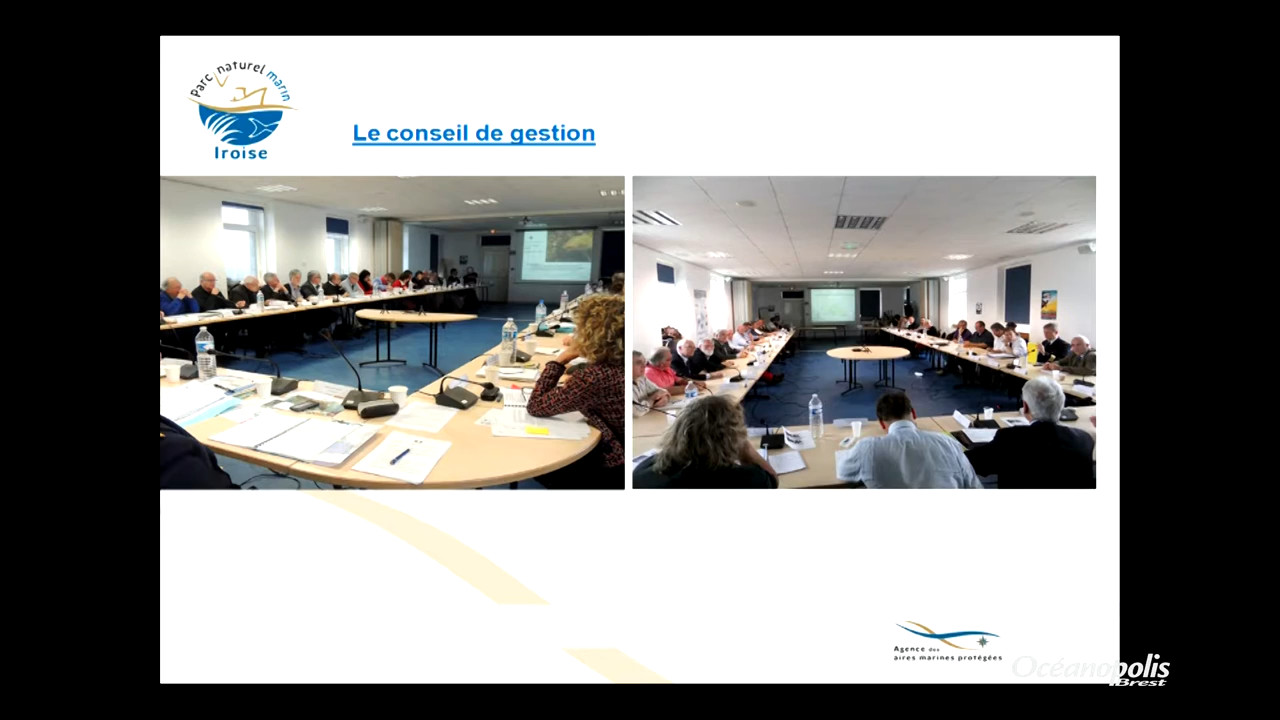 Parc naturel marin
Iroise
Le conseil de gestion
Agence des
aires marines protégées
Océanopolis
Brest